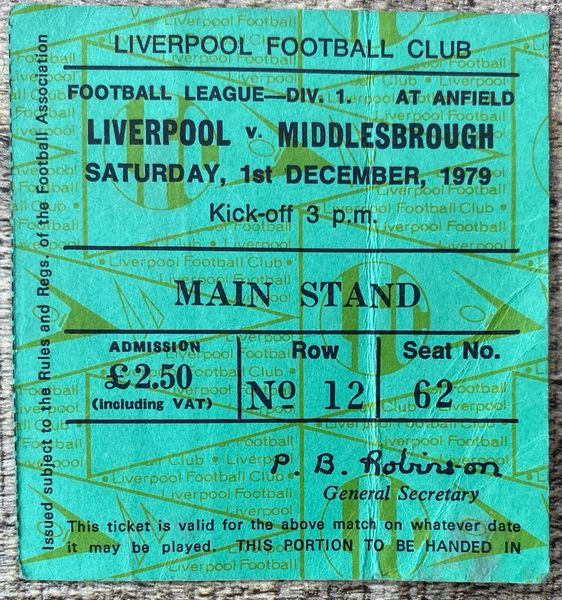 LIVERPOOL FOOTBALL CLUB
FOOTBALL LEAGUE—DIV. 1. AT ANFIELD
LIVERPOOL v. MIDDLESBROUGH
SATURDAY, 1st DECEMBER, 1979
Kick-off 3 p.m.
MAIN STAND
ADMISSION
£2.50
(including VAT)
Row
Nº 12
Seat No.
62
P. B. Robinson
General Secretary
This ticket is valid for the above match on whatever date
it may be played. THIS PORTION TO BE HANDED IN
Issued subject to the Rules and Regs. of the Football Association